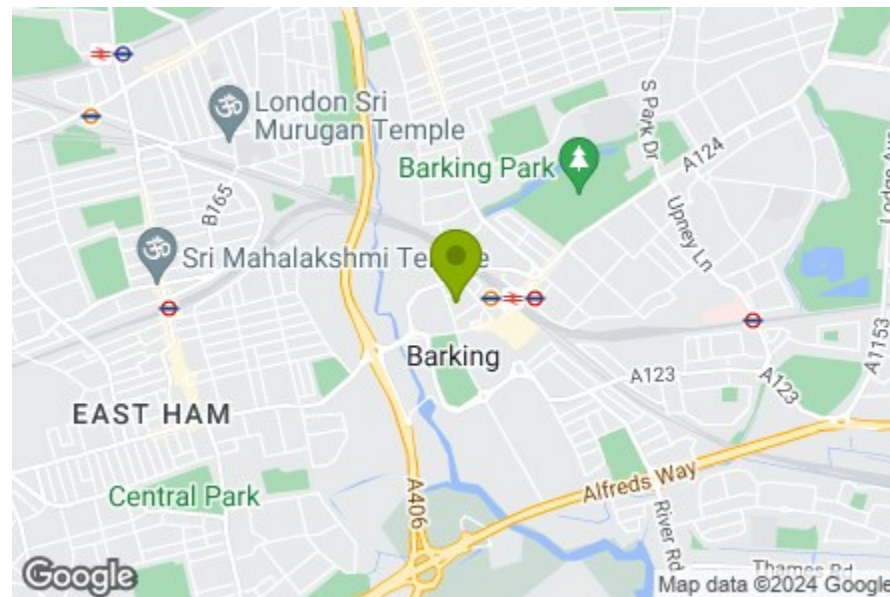 London Sri
Murugan Temple
S Park Dr
A124
Barking Park
B165
Upney Ln
Sri Mahalakshmi Te
e
A1153
Barking
A123
A123
EAST HAM
Central Park
A406
Alfreds Way
River Rd
Thames Rd
Google
Map data ©2024 Google